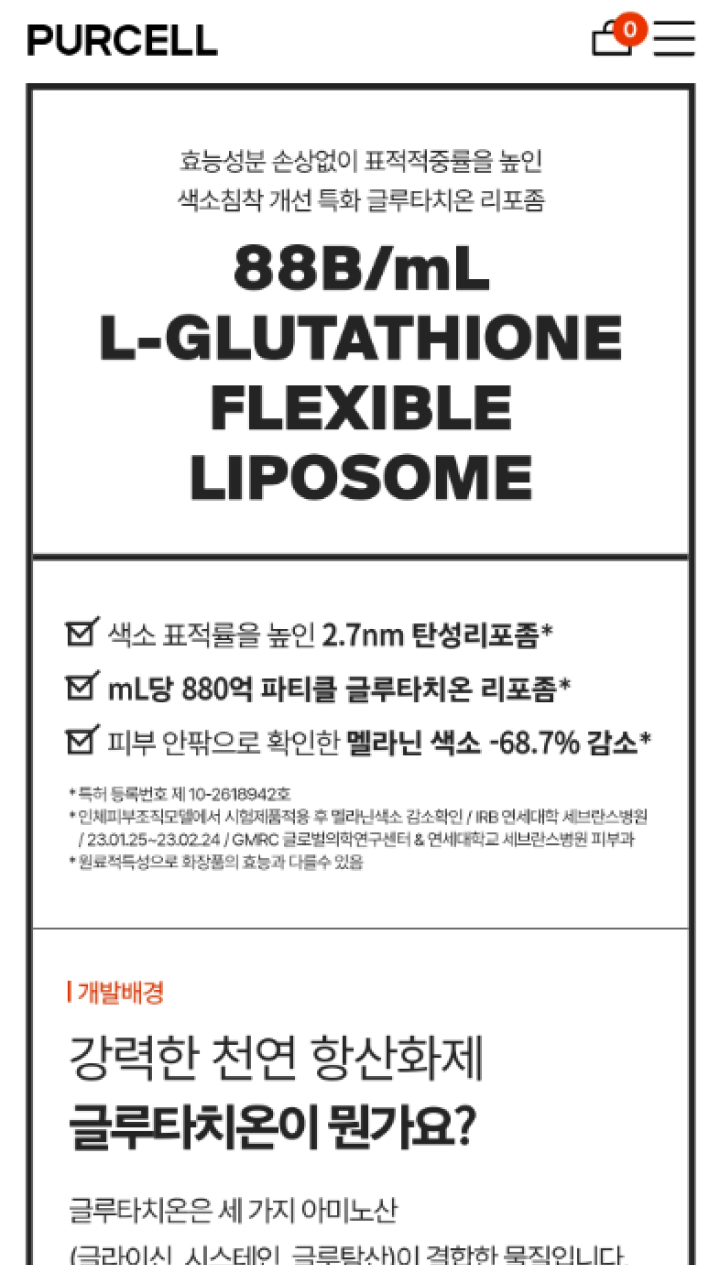 PURCELL
0
효능성분 손상없이 표적적중률을 높인
색소침착 개선 특화 글루타치온 리포좀
88B/mL
L-GLUTATHIONE
FLEXIBLE
LIPOSOME
색소 표적률을 높인 2.7nm 탄성리포좀*
mL당 880억 파티클 글루타치온 리포좀*
피부 안팎으로 확인한 멜라닌 색소 -68.7% 감소*
*특허 등록번호 제 10-2618942호
*인체피부조직모델에서 시험제품적용 후 멜라닌색소 감소확인 / IRB 연세대학 세브란스병원
/ 23.01.25~23.02.24 / GMRC 글로벌의학연구센터 & 연세대학교 세브란스병원 피부과
*원료적특성으로 화장품의 효능과 다를수 있음
개발배경
강력한 천연 항산화제
글루타치온이 뭔가요?
글루타치온은 세 가지 아미노산
(글라이신, 시스테인, 글루탐산)이 결합한 물질입니다.